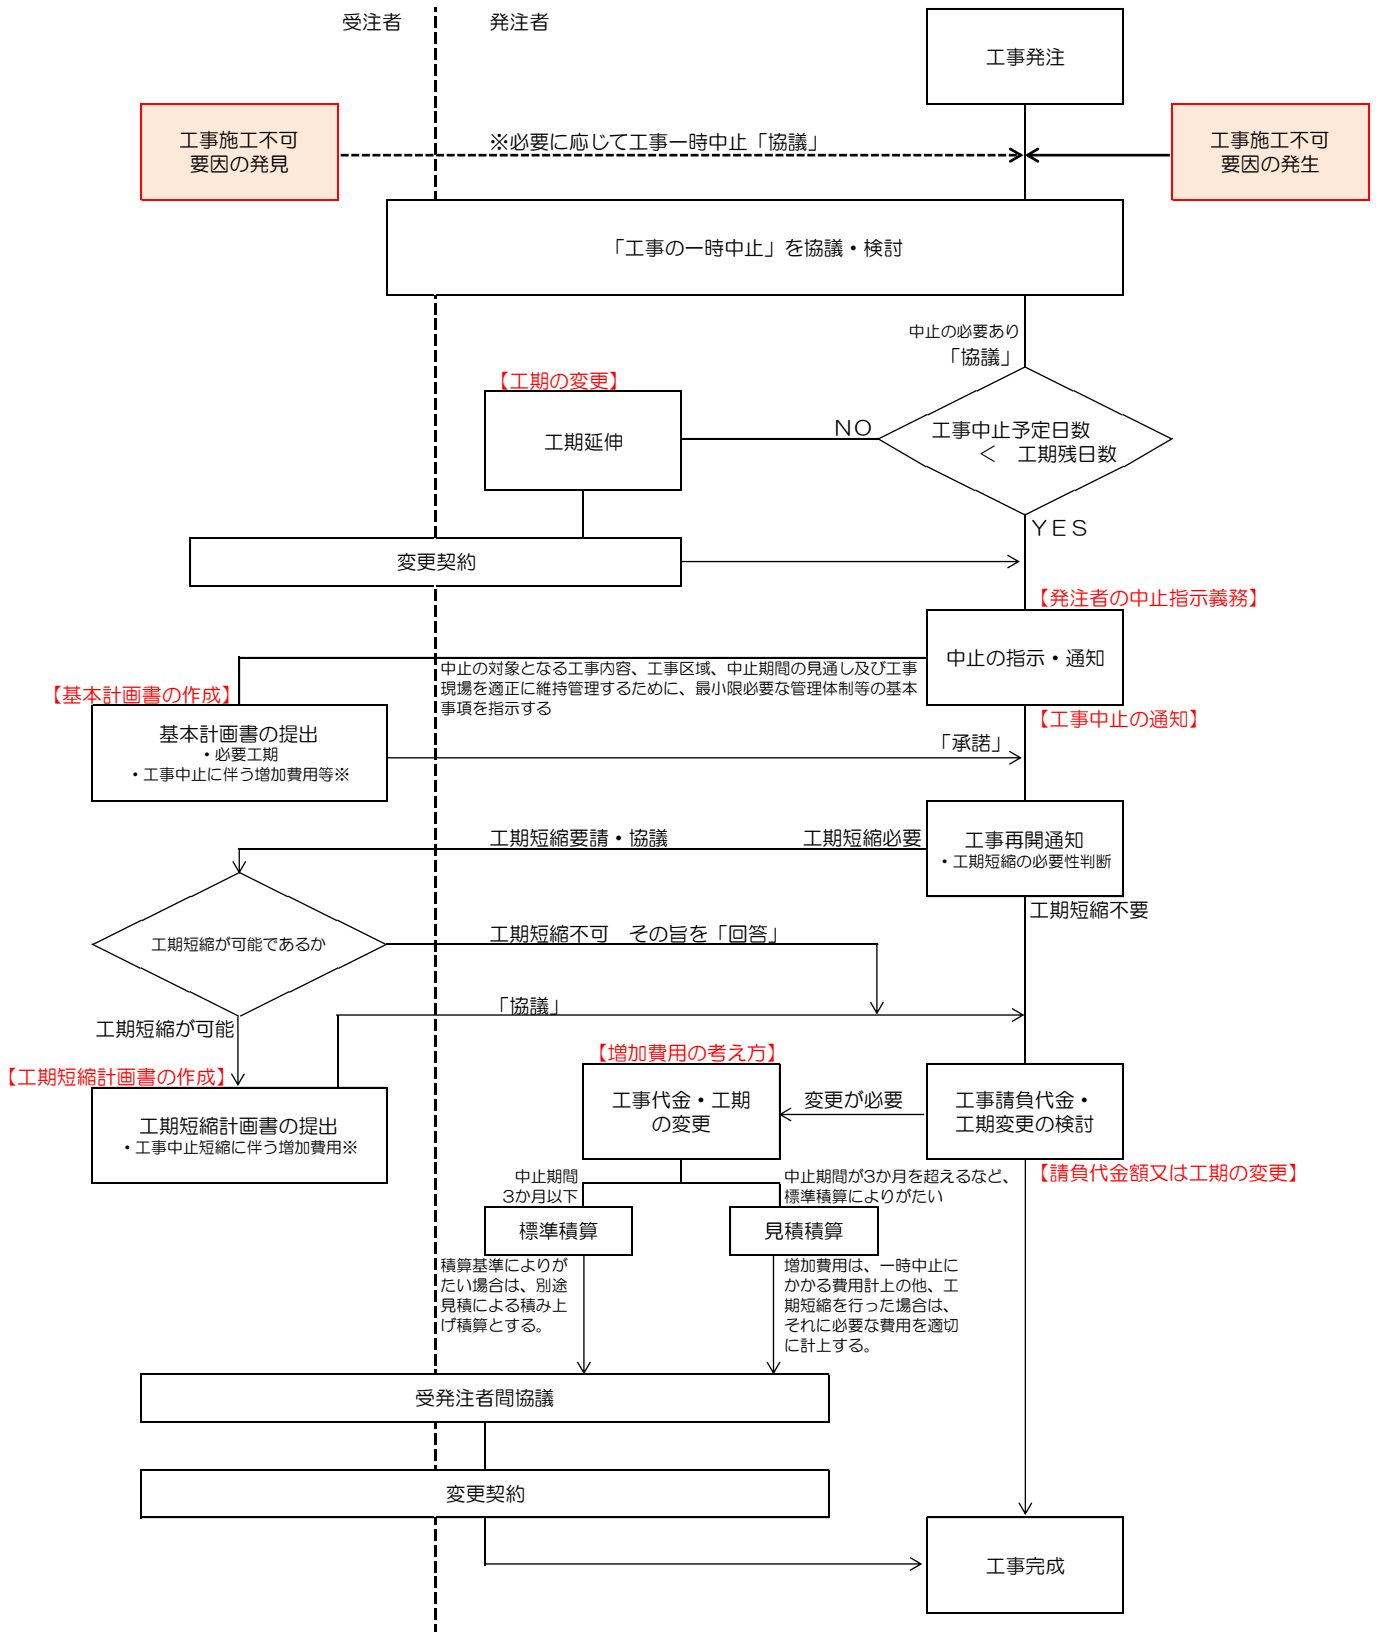 受注者
発注者
工事発注
工事施工不可
要因の発見
※必要に応じて工事一時中止「協議」
工事施工不可
要因の発生
「工事の一時中止」を協議・検討
中止の必要あり
「協議」
【工期の変更】
工期延伸
NO
工事中止予定日数
＜　工期残日数
YES
変更契約
【発注者の中止指示義務】
中止の指示・通知
中止の対象となる工事内容、工事区域、中止期間の見通し及び工事
現場を適正に維持管理するために、最小限必要な管理体制等の基本
事項を指示する
【基本計画書の作成】
【工事中止の通知】
基本計画書の提出
・必要工期
・工事中止に伴う増加費用等※
「承諾」
工期短縮要請・協議
工期短縮必要
工事再開通知
・工期短縮の必要性判断
工期短縮不要
工期短縮が可能であるか
工期短縮不可　その旨を「回答」
「協議」
工期短縮が可能
【工期短縮計画書の作成】
工期短縮計画書の提出
・工事中止短縮に伴う増加費用※
【増加費用の考え方】
工事代金・工期
の変更
変更が必要
工事請負代金・
工期変更の検討
【請負代金額又は工期の変更】
中止期間
3か月以下
中止期間が3か月を超えるなど、
標準積算によりがたい
標準積算
見積積算
積算基準によりが
たい場合は、別途
見積による積み上
げ積算とする。
増加費用は、一時中止に
かかる費用計上の他、工
期短縮を行った場合は、
それに必要な費用を適切
に計上する。
受発注者間協議
変更契約
工事完成